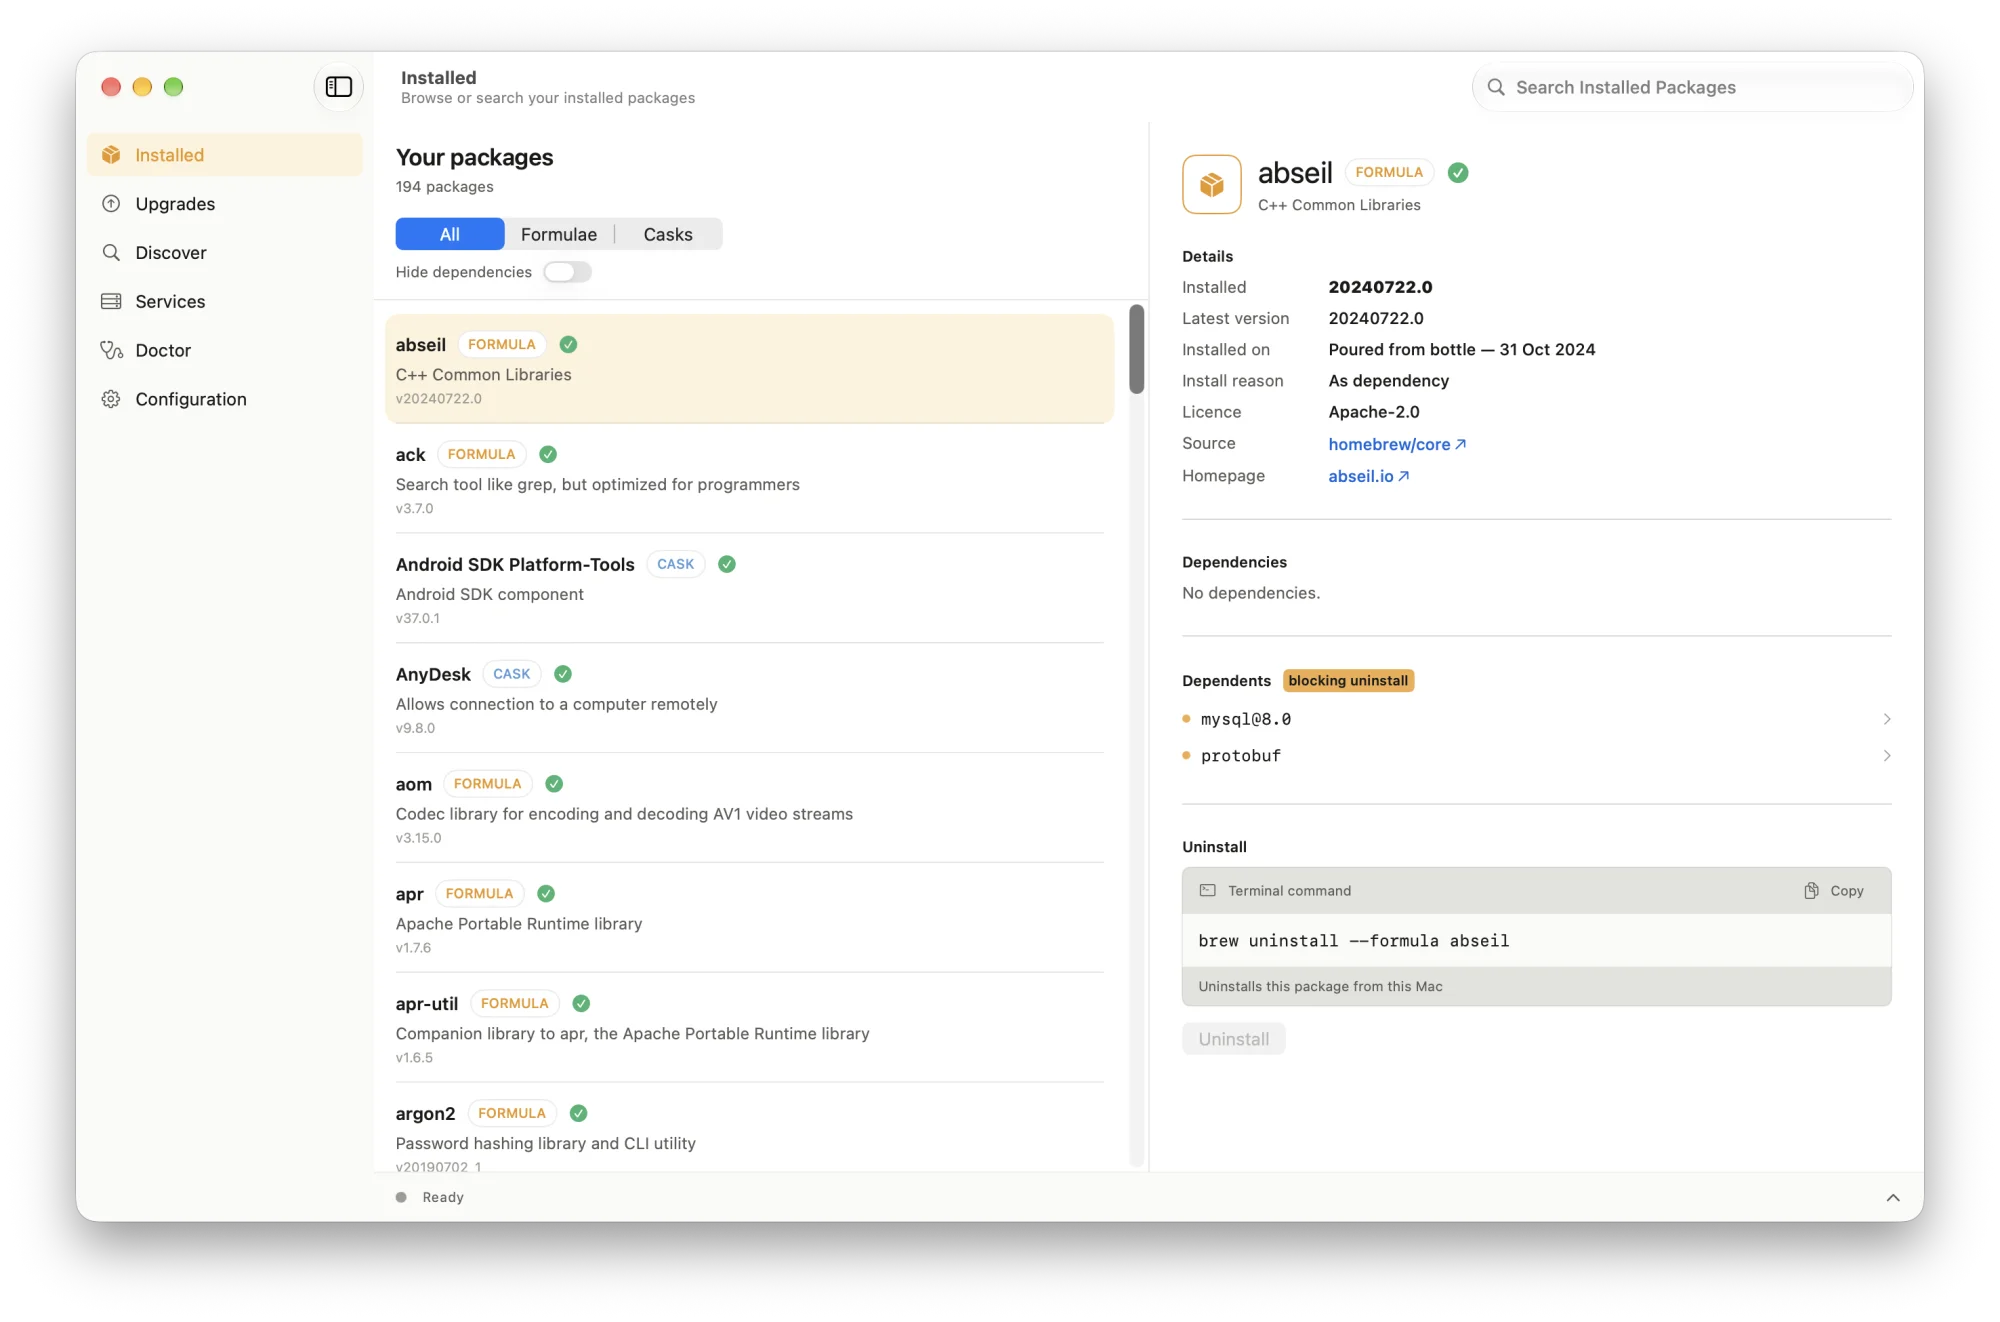 Installed
Browse or search your installed packages
Search Installed Packages
Installed
Upgrades
Discover
Services
Doctor
Configuration
Your packages
194 packages
All Formulae Casks
Hide dependencies
abseil FORMULA
C++ Common Libraries
v20240722.0
ack FORMULA
Search tool like grep, but optimized for programmers
v3.7.0
Android SDK Platform-Tools CASK
Android SDK component
v37.0.1
AnyDesk CASK
Allows connection to a computer remotely
v9.8.0
aom FORMULA
Codec library for encoding and decoding AV1 video streams
v3.15.0
apr FORMULA
Apache Portable Runtime library
v1.7.6
apr-util FORMULA
Companion library to apr, the Apache Portable Runtime library
v1.6.5
argon2 FORMULA
Password hashing library and CLI utility
v20190702_1
abseil FORMULA
C++ Common Libraries
Details
Installed 20240722.0
Latest version 20240722.0
Installed on Poured from bottle — 31 Oct 2024
Install reason As dependency
Licence Apache-2.0
Source homebrew/core
Homepage abseil.io
Dependencies
No dependencies.
Dependents blocking uninstall
mysql@8.0
protobuf
Uninstall
Terminal command Copy
brew uninstall --formula abseil
Uninstalls this package from this Mac
Uninstall
Ready